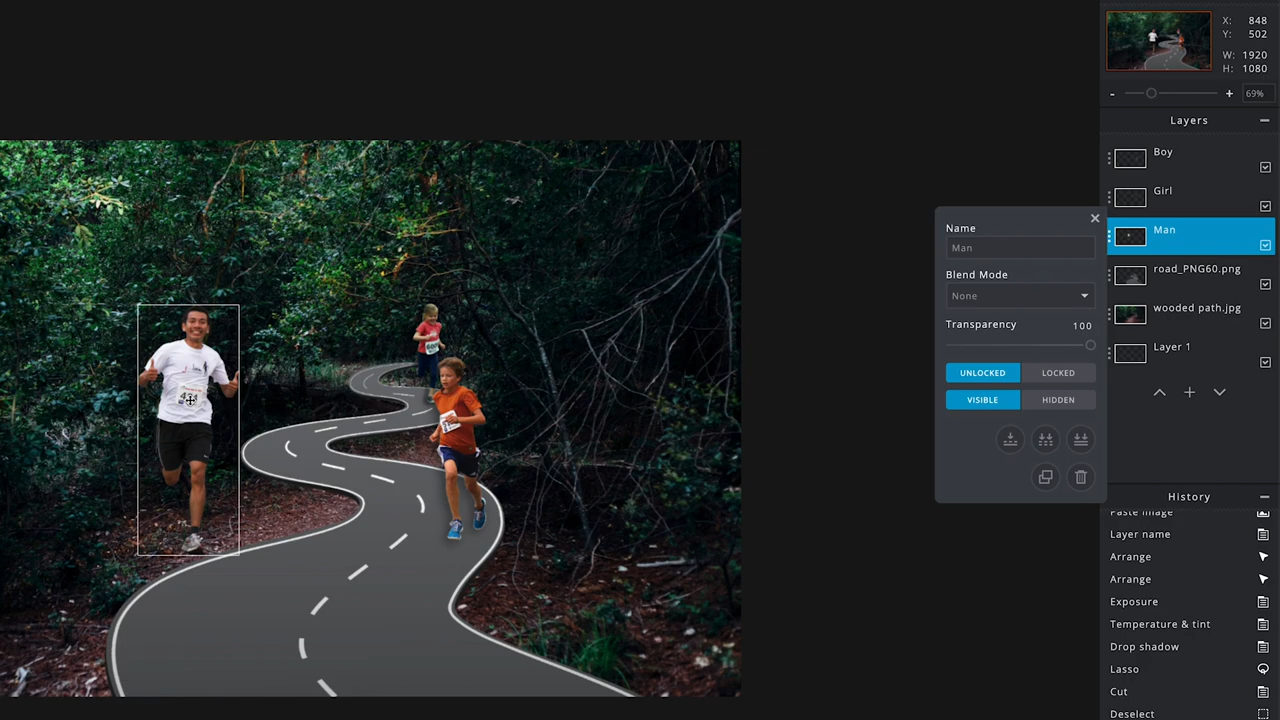 X: 848
Y: 502
W: 1920
H: 1080
- + 69%
Layers
Boy
Girl
Man
road_PNG60.png
wooded path.jpg
Layer 1
Name
Man
Blend Mode
None
Transparency 100
UNLOCKED LOCKED
VISIBLE HIDDEN
History
Paste image
Layer name
Arrange
Arrange
Exposure
Temperature & tint
Drop shadow
Lasso
Cut
Deselect